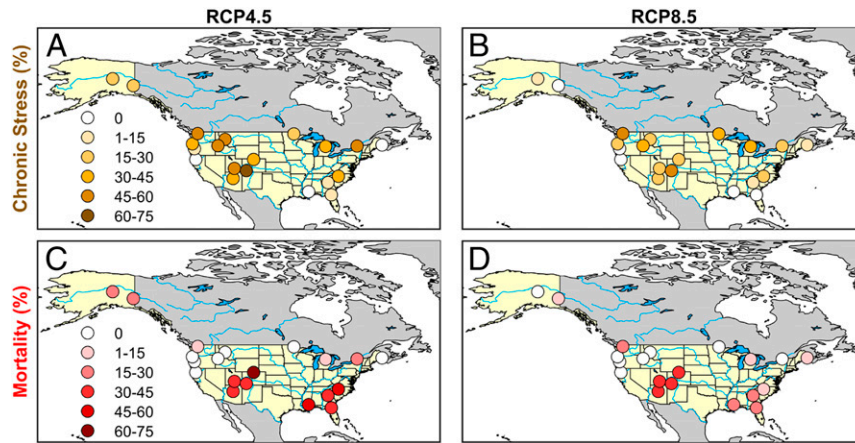 RCP4.5
RCP8.5
Chronic Stress (%)
A
0
1-15
15-30
30-45
45-60
60-75
B
Mortality (%)
C
0
1-15
15-30
30-45
45-60
60-75
D